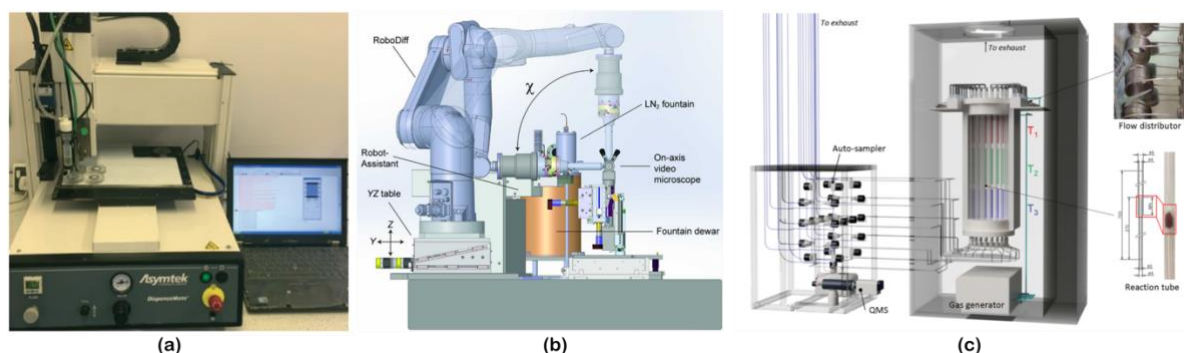 Asymtek
DispenseMate
(a)
RoboDiff
χ
LN₂ fountain
Robot-
Assistant
On-axis
video
microscope
YZ table
Z
Y
Fountain dewar
(b)
To exhaust
To exhaust
Auto-sampler
QMS
T₁
T₂
T₃
Gas generator
Flow distributor
Reaction tube
(c)